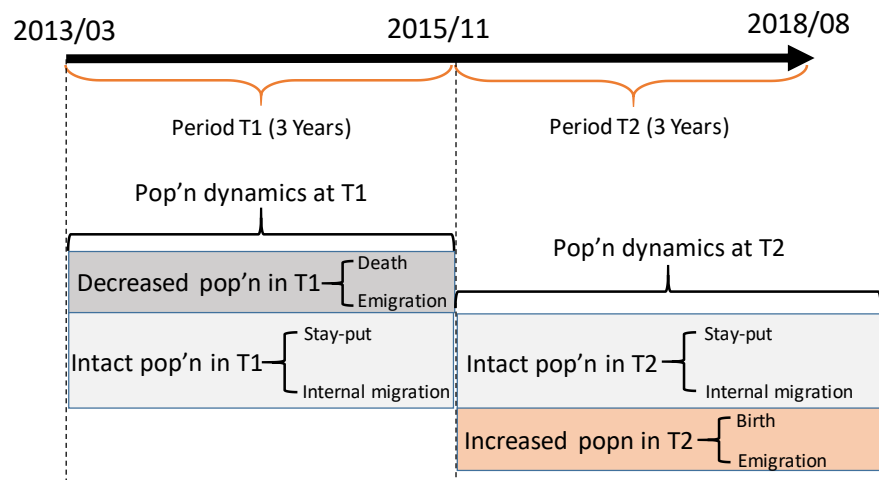 2013/03
2015/11
2018/08
Period T1 (3 Years)
Period T2 (3 Years)
Pop’n dynamics at T1
Pop’n dynamics at T2
Decreased pop’n in T1
Death
Emigration
Intact pop’n in T1
Stay-put
Internal migration
Intact pop’n in T2
Stay-put
Internal migration
Increased popn in T2
Birth
Emigration